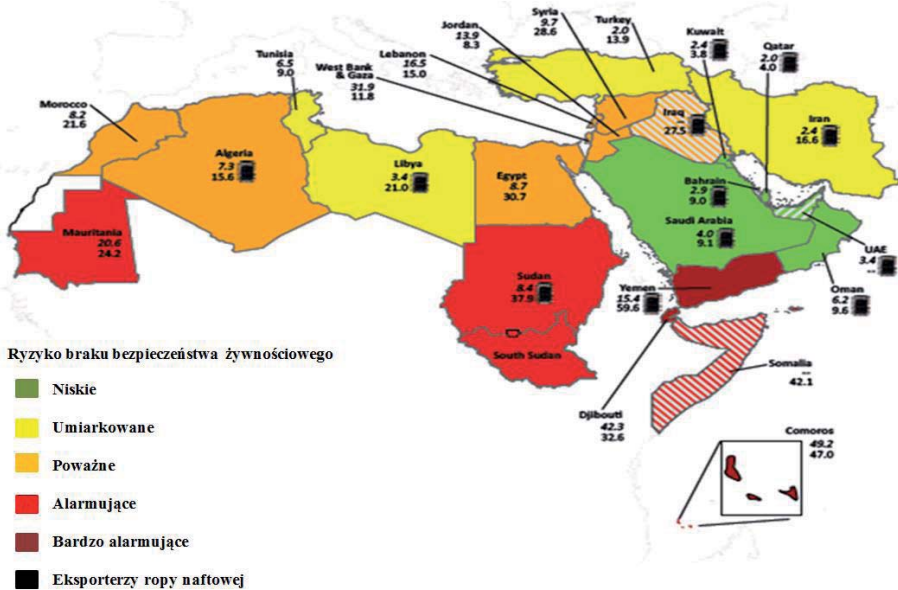 Syria
9.7
28.6
Turkey
2.0
13.9
Jordan
13.9
8.3
Kuwait
2.4
3.8
Qatar
2.0
4.0
Tunisia
6.5
9.0
Lebanon
16.5
15.0
West Bank
& Gaza
31.9
11.8
Morocco
8.2
21.6
Algeria
7.3
15.6
Libya
3.4
21.0
Egypt
8.7
30.7
Iraq
--
27.5
Iran
2.4
16.6
Bahrain
2.9
9.0
Saudi Arabia
4.0
9.1
UAE
3.4
--
Oman
6.2
9.6
Mauritania
20.6
24.2
Sudan
8.4
37.9
Yemen
15.4
59.6
South Sudan
Somalia
--
42.1
Djibouti
42.3
32.6
Comoros
49.2
47.0
Ryzyko braku bezpieczeństwa żywnościowego
Niskie
Umiarkowane
Poważne
Alarmujące
Bardzo alarmujące
Eksporterzy ropy naftowej